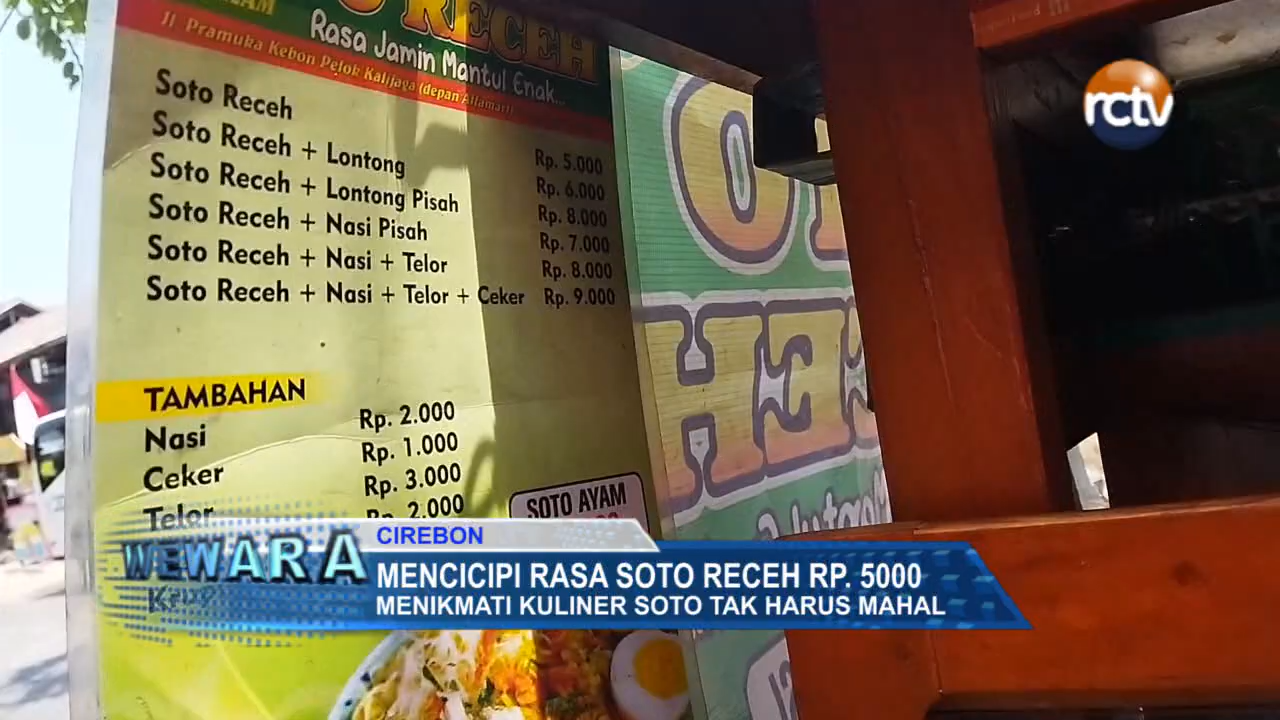 RECEH
Rasa Jamin Mantul Enak...
Jl Pramuka Kebon Pelok Kalijaga (depan Alfamart)
Soto Receh Rp. 5.000
Soto Receh + Lontong Rp. 6.000
Soto Receh + Lontong Pisah Rp. 8.000
Soto Receh + Nasi Pisah Rp. 7.000
Soto Receh + Nasi + Telor Rp. 8.000
Soto Receh + Nasi + Telor + Ceker Rp. 9.000
TAMBAHAN
Nasi Rp. 2.000
Ceker Rp. 1.000
Telor Rp. 3.000
Rp. 2.000
SOTO AYAM
rctv
WEWARA
CIREBON
MENCICIPI RASA SOTO RECEH RP. 5000
MENIKMATI KULINER SOTO TAK HARUS MAHAL